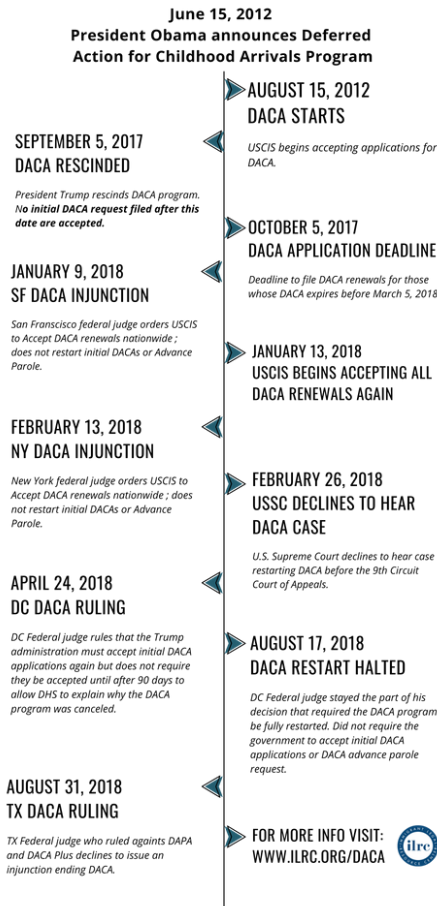 June 15, 2012
President Obama announces Deferred
Action for Childhood Arrivals Program
AUGUST 15, 2012
DACA STARTS
USCIS begins accepting applications for
DACA.
SEPTEMBER 5, 2017
DACA RESCINDED
President Trump rescinds DACA program.
No initial DACA request filed after this
date are accepted.
OCTOBER 5, 2017
DACA APPLICATION DEADLINE
Deadline to file DACA renewals for those
whose DACA expires before March 5, 2018
JANUARY 9, 2018
SF DACA INJUNCTION
San Franscisco federal judge orders USCIS
to Accept DACA renewals nationwide ;
does not restart initial DACAs or Advance
Parole.
JANUARY 13, 2018
USCIS BEGINS ACCEPTING ALL
DACA RENEWALS AGAIN
FEBRUARY 13, 2018
NY DACA INJUNCTION
New York federal judge orders USCIS to
Accept DACA renewals nationwide ; does
not restart initial DACAs or Advance
Parole.
FEBRUARY 26, 2018
USSC DECLINES TO HEAR
DACA CASE
U.S. Supreme Court declines to hear case
restarting DACA before the 9th Circuit
Court of Appeals.
APRIL 24, 2018
DC DACA RULING
DC Federal judge rules that the Trump
administration must accept initial DACA
applications again but does not require
they be accepted until after 90 days to
allow DHS to explain why the DACA
program was canceled.
AUGUST 17, 2018
DACA RESTART HALTED
DC Federal judge stayed the part of his
decision that required the DACA program
be fully restarted. Did not require the
government to accept initial DACA
applications or DACA advance parole
request.
AUGUST 31, 2018
TX DACA RULING
TX Federal judge who ruled againts DAPA
and DACA Plus declines to issue an
injunction ending DACA.
FOR MORE INFO VISIT:
WWW.ILRC.ORG/DACA
ilrc